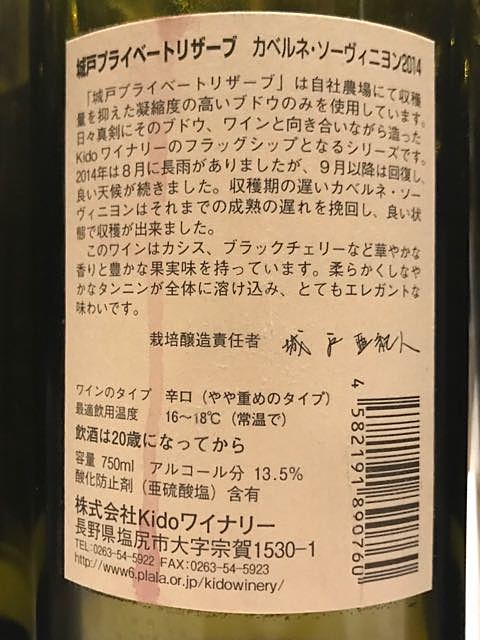 城戸プライベートリザーブ カベルネ・ソーヴィニヨン2014
「城戸プライベートリザーブ」は自社農場にて収穫
量を抑えた凝縮度の高いブドウのみを使用しています。
日々真剣にそのブドウ、ワインと向き合いながら造った
Kidoワイナリーのフラッグシップとなるシリーズです。
2014年は8月に長雨がありましたが、9月以降は回復し、
良い天候が続きました。収穫期の遅いカベルネ・ソー
ヴィニヨンはそれまでの成熟の遅れを挽回し、良い状
態で収穫が出来ました。
このワインはカシス、ブラックチェリーなど華やかな
香りと豊かな果実味を持っています。柔らかくしなや
かなタンニンが全体に溶け込み、とてもエレガントな
味わいです。
栽培醸造責任者 城戸亜紀人
ワインのタイプ 辛口(やや重めのタイプ)
最適飲用温度 16〜18℃(常温で)
飲酒は20歳になってから
容量 750ml アルコール分 13.5%
酸化防止剤(亜硫酸塩)含有
株式会社Kidoワイナリー
長野県塩尻市大字宗賀1530-1
TEL:0263-54-5922 FAX:0263-54-5923
http://www6.plala.or.jp/kidowinery/
4 582191 890760